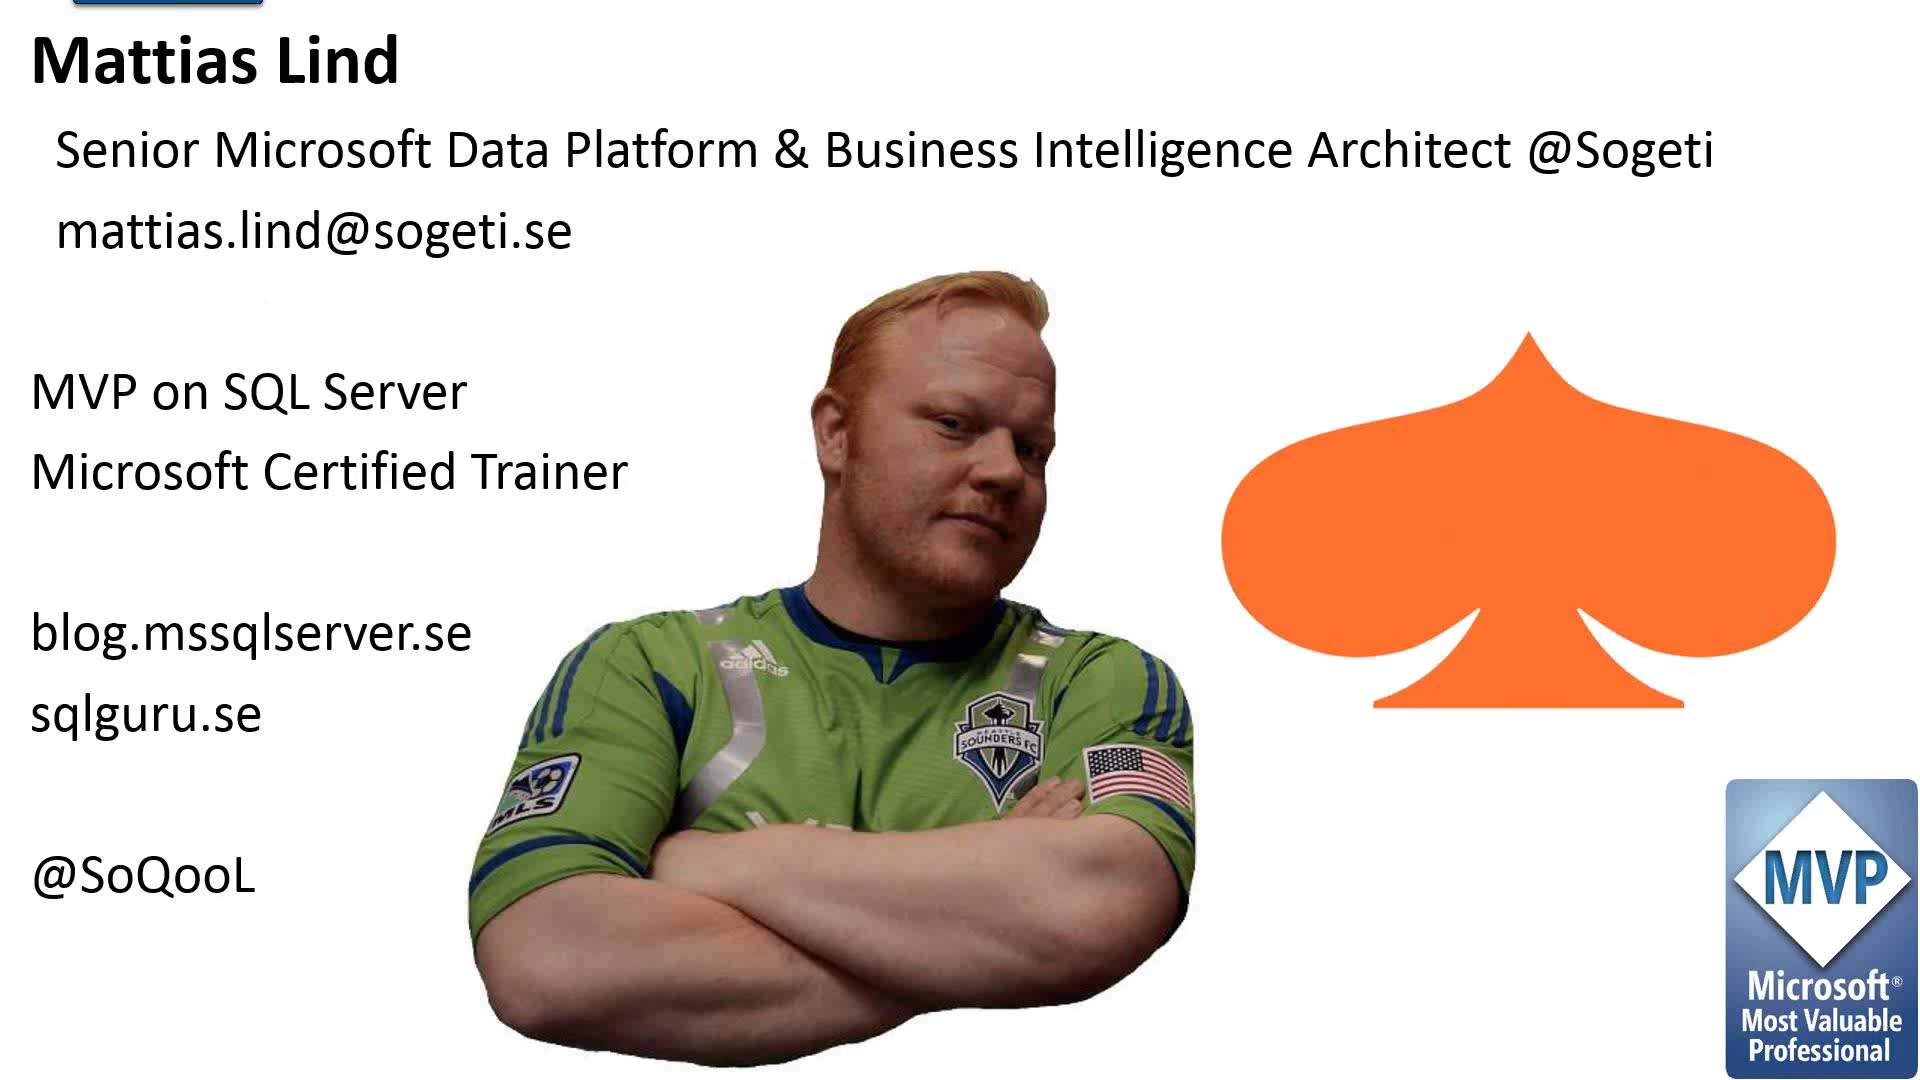 Mattias Lind
Senior Microsoft Data Platform & Business Intelligence Architect @Sogeti
mattias.lind@sogeti.se
MVP on SQL Server
Microsoft Certified Trainer
blog.mssqlserver.se
sqlguru.se
@SoQooL
adidas
SEATTLE
SOUNDERS FC
MLS
MVP
Microsoft®
Most Valuable
Professional